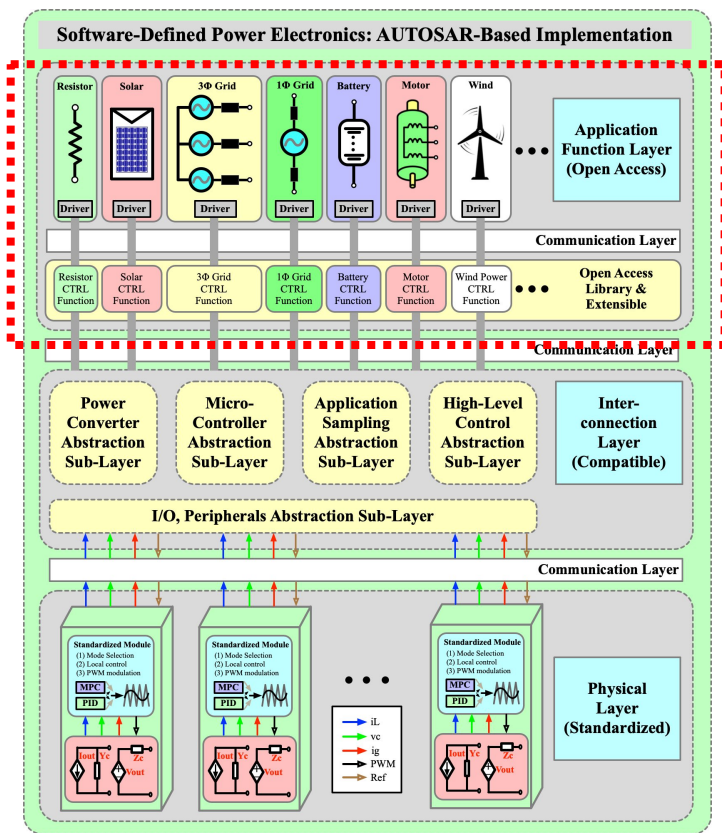 Software-Defined Power Electronics: AUTOSAR-Based Implementation
Resistor
Solar
3Φ Grid
1Φ Grid
Battery
Motor
Wind
Application
Function Layer
(Open Access)
Driver
Driver
Driver
Driver
Driver
Driver
Driver
Communication Layer
Resistor
CTRL
Function
Solar
CTRL
Function
3Φ Grid
CTRL
Function
1Φ Grid
CTRL
Function
Battery
CTRL
Function
Motor
CTRL
Function
Wind Power
CTRL
Function
Open Access
Library &
Extensible
Communication Layer
Power
Converter
Abstraction
Sub-Layer
Micro-
Controller
Abstraction
Sub-Layer
Application
Sampling
Abstraction
Sub-Layer
High-Level
Control
Abstraction
Sub-Layer
Inter-
connection
Layer
(Compatible)
I/O, Peripherals Abstraction Sub-Layer
Communication Layer
Standardized Module
(1) Mode Selection
(2) Local control
(3) PWM modulation
MPC
PID
Iout Yc Zc
Vout
Standardized Module
(1) Mode Selection
(2) Local control
(3) PWM modulation
MPC
PID
Iout Yc Zc
Vout
iL
vc
ig
PWM
Ref
Standardized Module
(1) Mode Selection
(2) Local control
(3) PWM modulation
MPC
PID
Iout Yc Zc
Vout
Physical
Layer
(Standardized)